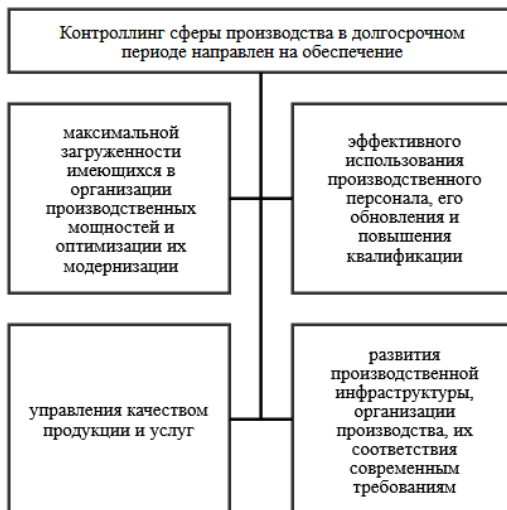 Контроллинг сферы производства в долгосрочном
периоде направлен на обеспечение
максимальной
загруженности
имеющихся в
организации
производственных
мощностей и
оптимизации их
модернизации
эффективного
использования
производственного
персонала, его
обновления и
повышения
квалификации
управления качеством
продукции и услуг
развития
производственной
инфраструктуры,
организации
производства, их
соответствия
современным
требованиям